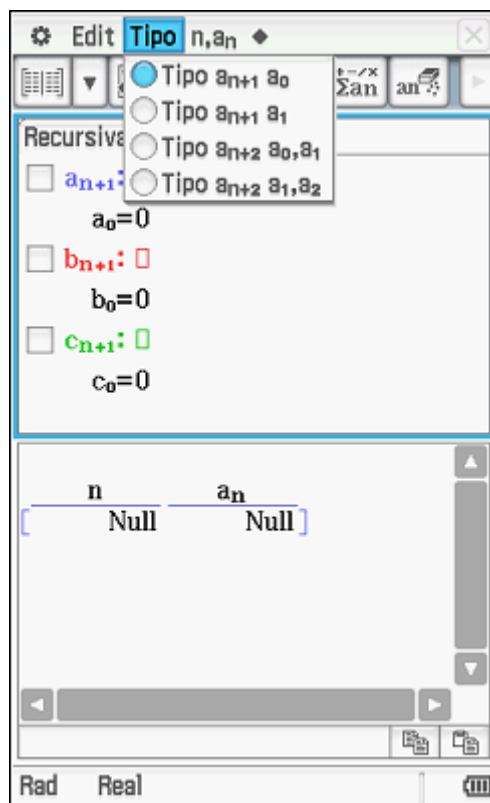 Edit Tipo n,aₙ
Tipo aₙ₊₁ a₀
Tipo aₙ₊₁ a₁
Tipo aₙ₊₂ a₀,a₁
Tipo aₙ₊₂ a₁,a₂
Σan an
Recursiva
aₙ₊₁:
a₀=0
bₙ₊₁: □
b₀=0
cₙ₊₁: □
c₀=0
n aₙ
[ Null Null ]
Rad Real